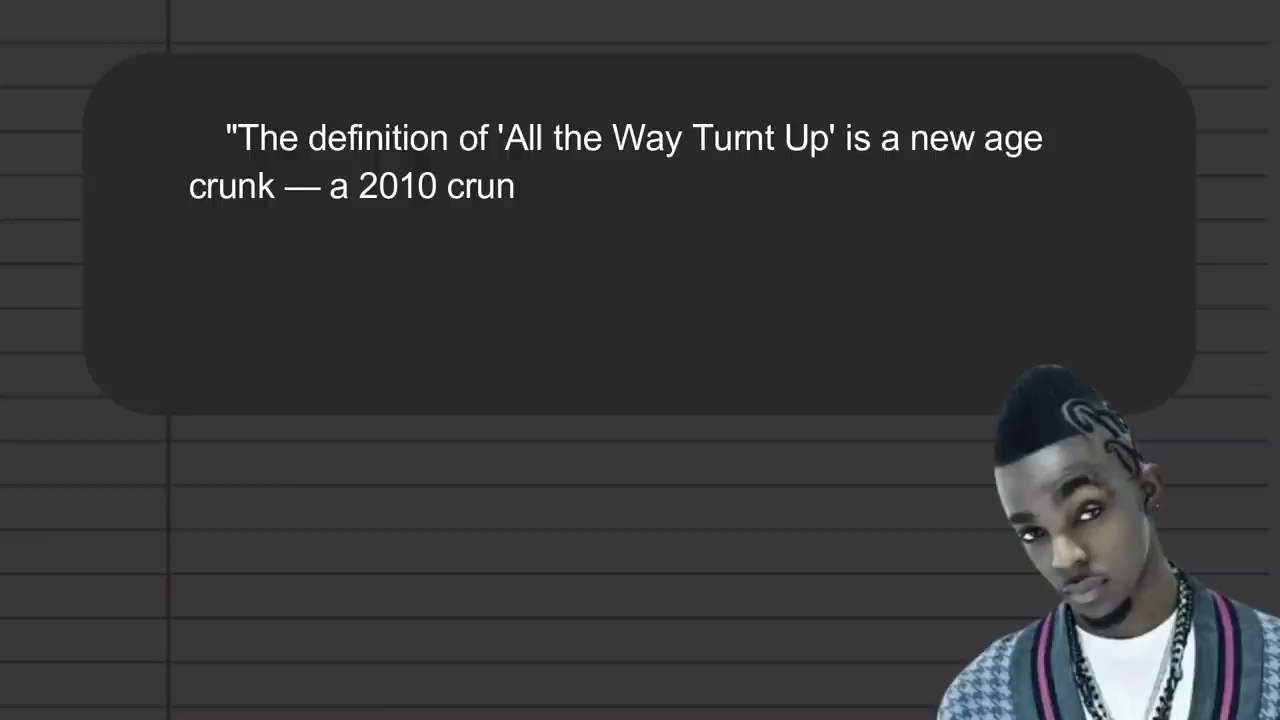 "The definition of 'All the Way Turnt Up' is a new age
crunk — a 2010 crun